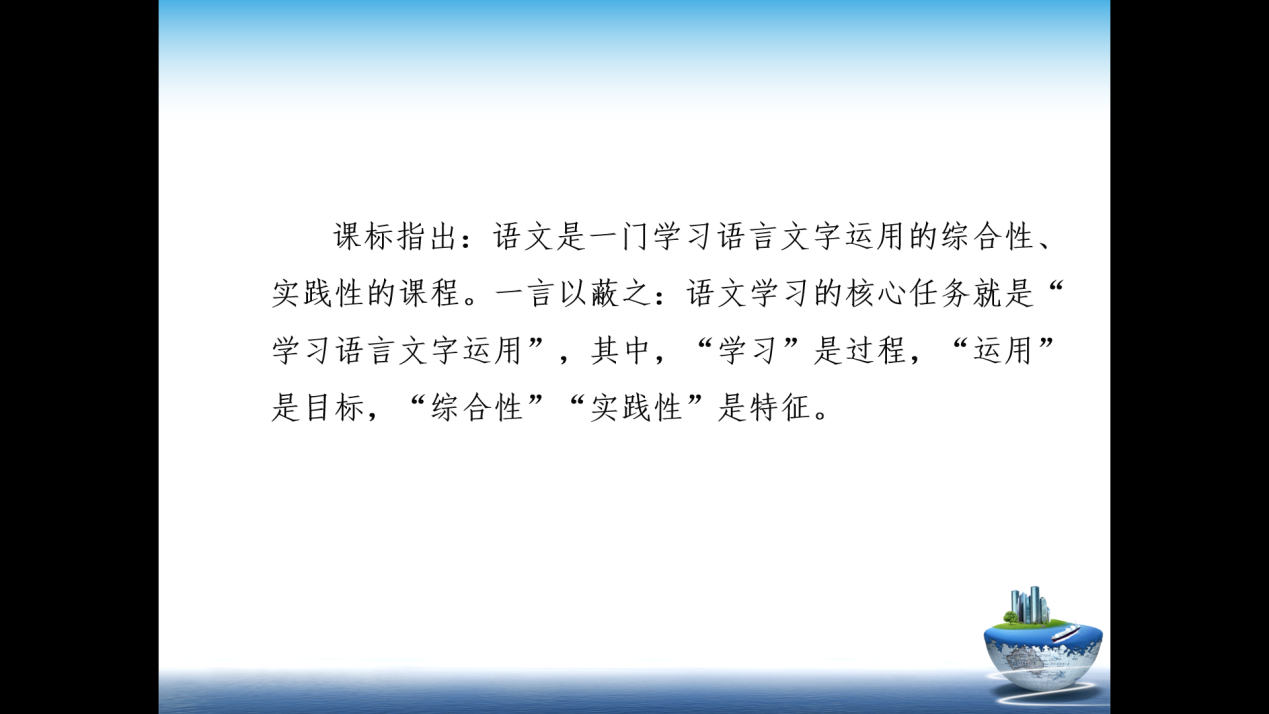 课标指出：语文是一门学习语言文字运用的综合性、
实践性的课程。一言以蔽之：语文学习的核心任务就是“
学习语言文字运用”，其中，“学习”是过程，“运用”
是目标，“综合性”“实践性”是特征。